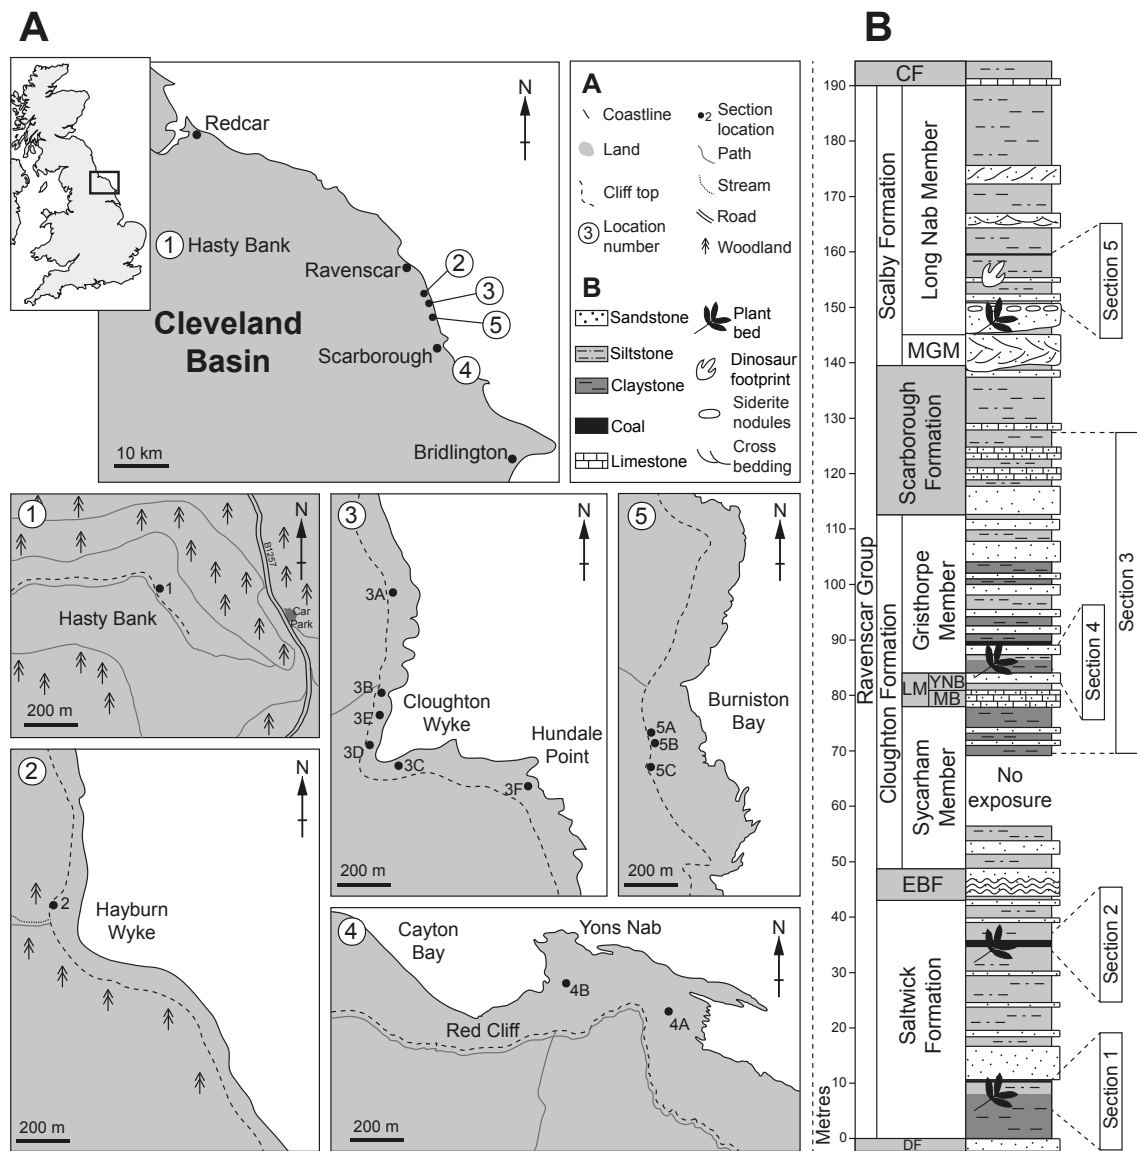 A
B
N
Redcar
1
Hasty Bank
Ravenscar
2
3
5
Cleveland
Basin
Scarborough
4
10 km
Bridlington
A
Coastline
Land
Cliff top
3 Location
number
2 Section
location
Path
Stream
Road
Woodland
B
Sandstone
Siltstone
Claystone
Coal
Limestone
Plant
bed
Dinosaur
footprint
Siderite
nodules
Cross
bedding
1
N
B1257
1
Hasty Bank
Car
Park
200 m
2
N
2
Hayburn
Wyke
200 m
3
N
3A
3B
Cloughton
Wyke
3E
3D
3C
Hundale
Point
3F
200 m
5
N
Burniston
Bay
5A
5B
5C
200 m
4
Cayton
Bay
Yons Nab
N
4B
4A
Red Cliff
200 m
190
180
170
160
150
140
130
120
110
100
90
80
70
60
50
40
30
20
10
0
Metres
Ravenscar Group
CF
Scalby Formation
Long Nab Member
MGM
Scarborough
Formation
Cloughton Formation
Gristhorpe
Member
LM
YNB
MB
Sycarham
Member
No
exposure
EBF
Saltwick
Formation
DF
Section 5
Section 3
Section 4
Section 2
Section 1